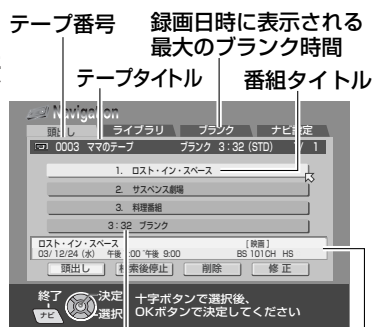 テープ番号
録画日時に表示される
最大のブランク時間
テープタイトル
番組タイトル
Navigation
頭出し ライブラリ ブランク ナビ設定
0003 ママのテープ ブランク 3:32 (STD) / 1
1. ロスト・イン・スペース
2. サスペンス劇場
3. 料理番組
3:32 ブランク
ロスト・イン・スペース [映画]
03/12/24 (水) 午後 :00~午後 9:00 BS 101CH HS
頭出し 検索後停止 削除 修正
終了 決定 十字ボタンで選択後、
ナビ 選択 OKボタンで決定してください